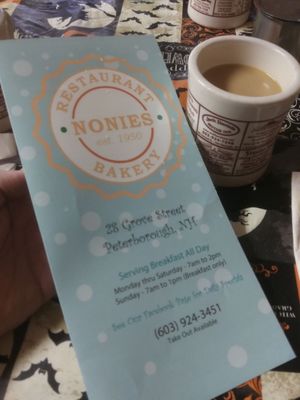 RESTAURANT
NONIES
est. 1950
BAKERY
28 Grove Street
Peterborough, NH
Serving Breakfast All Day
Monday thru Saturday - 7am to 2pm
Sunday - 7am to 1pm (Breakfast only)
See Our Facebook Page for Daily Specials
(603) 924-3451
Take Out Available